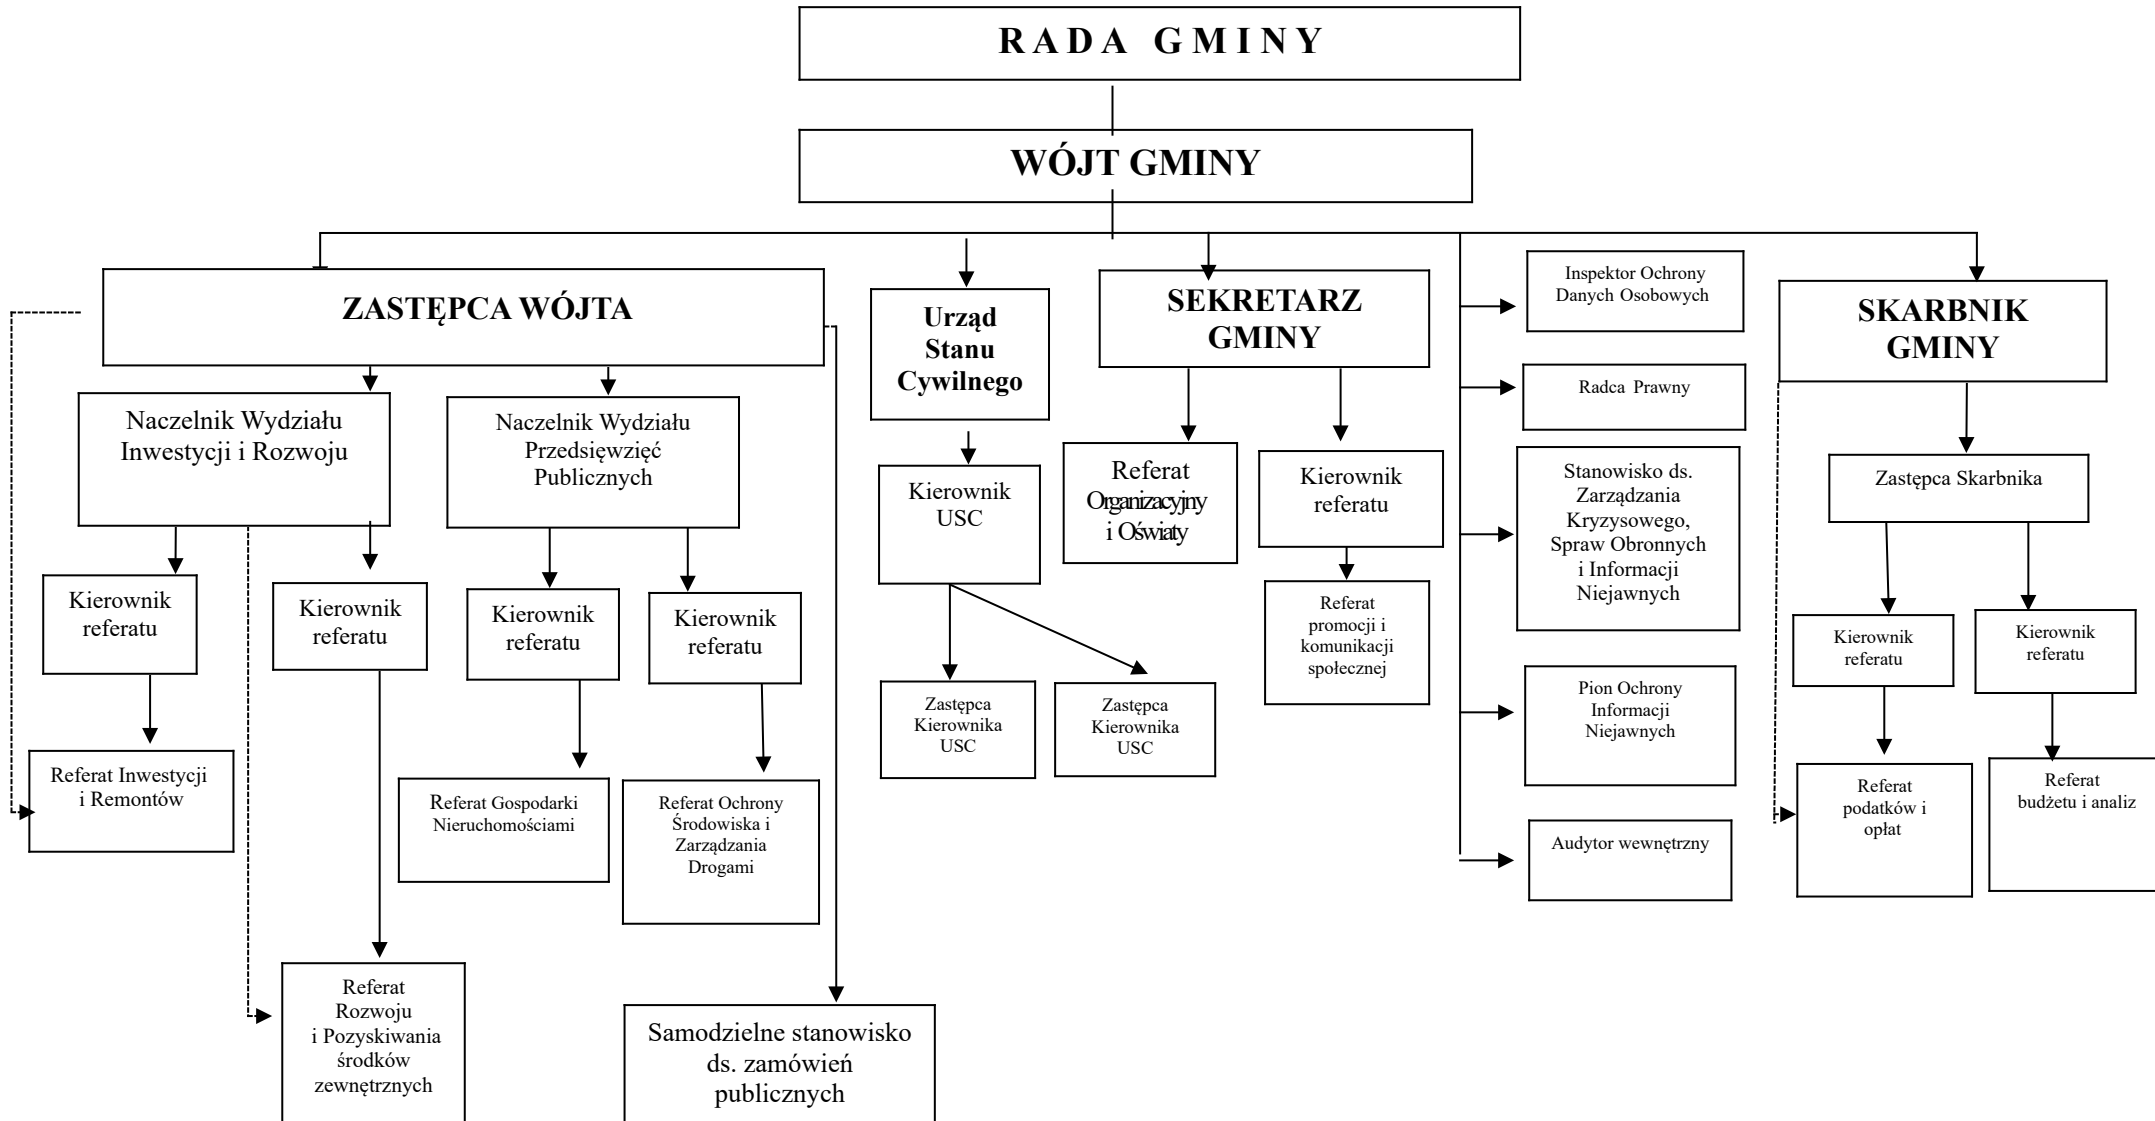 RADA GMINY
WÓJT GMINY
ZASTĘPCA WÓJTA
Urząd
Stanu
Cywilnego
SEKRETARZ
GMINY
Inspektor Ochrony
Danych Osobowych
SKARBNIK
GMINY
Radca Prawny
Naczelnik Wydziału
Inwestycji i Rozwoju
Naczelnik Wydziału
Przedsięwzięć
Publicznych
Kierownik
USC
Referat
Organizacyjny
i Oświaty
Kierownik
referatu
Stanowisko ds.
Zarządzania
Kryzysowego,
Spraw Obronnych
i Informacji
Niejawnych
Zastępca Skarbnika
Kierownik
referatu
Kierownik
referatu
Kierownik
referatu
Kierownik
referatu
Referat
promocji i
komunikacji
społecznej
Kierownik
referatu
Kierownik
referatu
Zastępca
Kierownika
USC
Zastępca
Kierownika
USC
Pion Ochrony
Informacji
Niejawnych
Referat Inwestycji
i Remontów
Referat Gospodarki
Nieruchomościami
Referat Ochrony
Środowiska i
Zarządzania
Drogami
Audytor wewnętrzny
Referat
podatków i
opłat
Referat
budżetu i analiz
Referat
Rozwoju
i Pozyskiwania
środków
zewnętrznych
Samodzielne stanowisko
ds. zamówień
publicznych